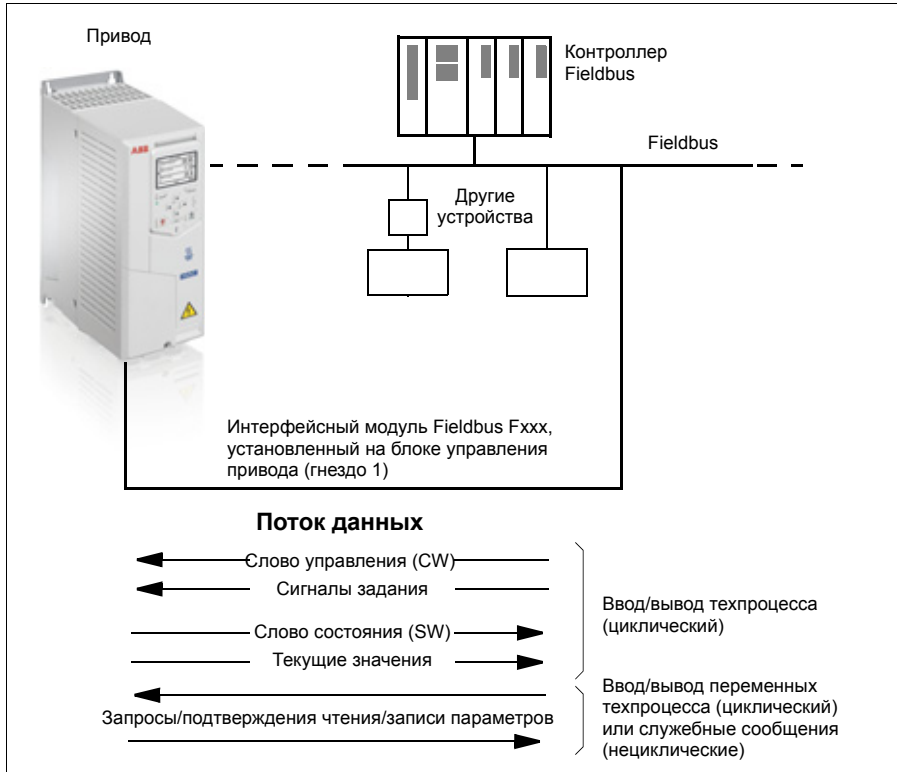 Привод
ABB
Контроллер
Fieldbus
Fieldbus
Другие
устройства
Интерфейсный модуль Fieldbus Fxxx,
установленный на блоке управления
привода (гнездо 1)
Поток данных
Слово управления (CW)
Сигналы задания
Слово состояния (SW)
Текущие значения
Ввод/вывод техпроцесса
(циклический)
Запросы/подтверждения чтения/записи параметров
Ввод/вывод переменных
техпроцесса (циклический)
или служебные сообщения
(нециклические)